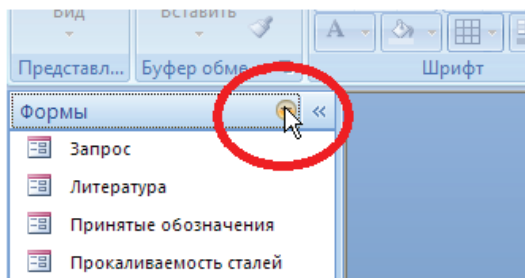 Вид
Вставить
Представл...
Буфер обме
А
Шрифт
Формы
«
Запрос
Литература
Принятые обозначения
Прокаливаемость сталей